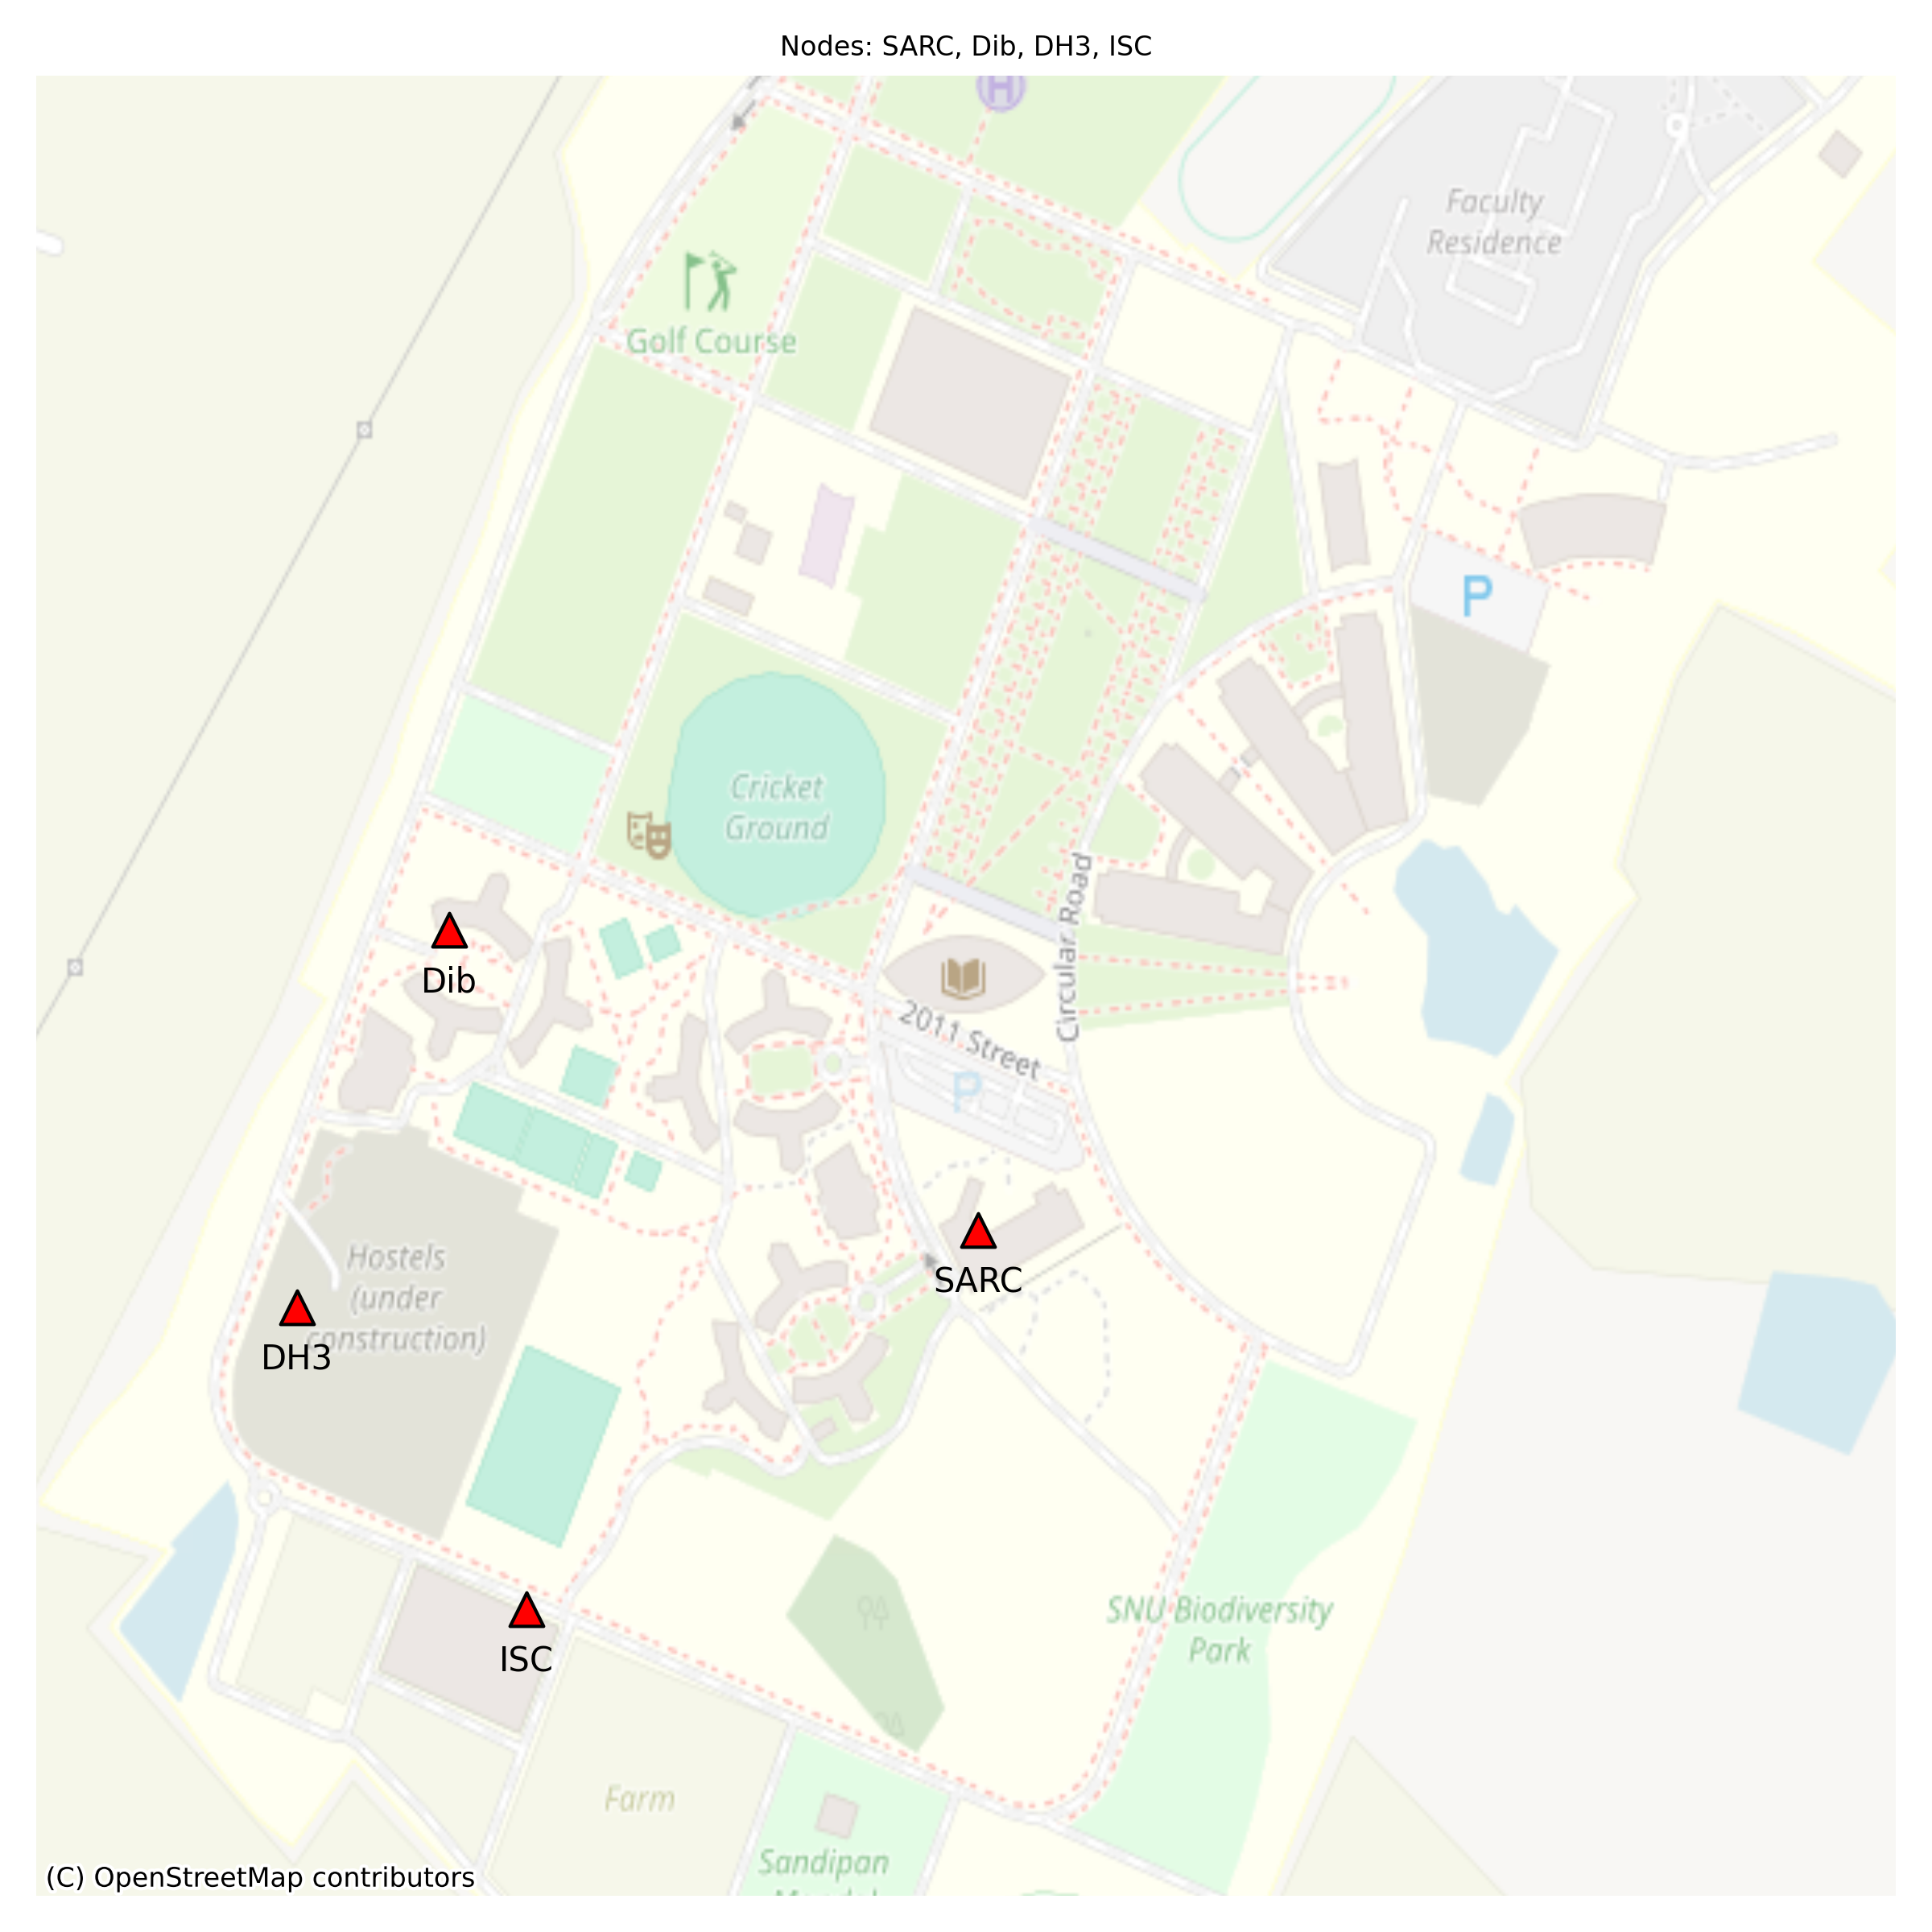 Nodes: SARC, Dib, DH3, ISC
H
Faculty
Residence
Golf Course
P
Cricket
Ground
Circular Road
Dib
2011 Street
P
SARC
Hostels
(under
construction)
DH3
SNU Biodiversity
Park
ISC
Farm
Sandipan
(C) OpenStreetMap contributors